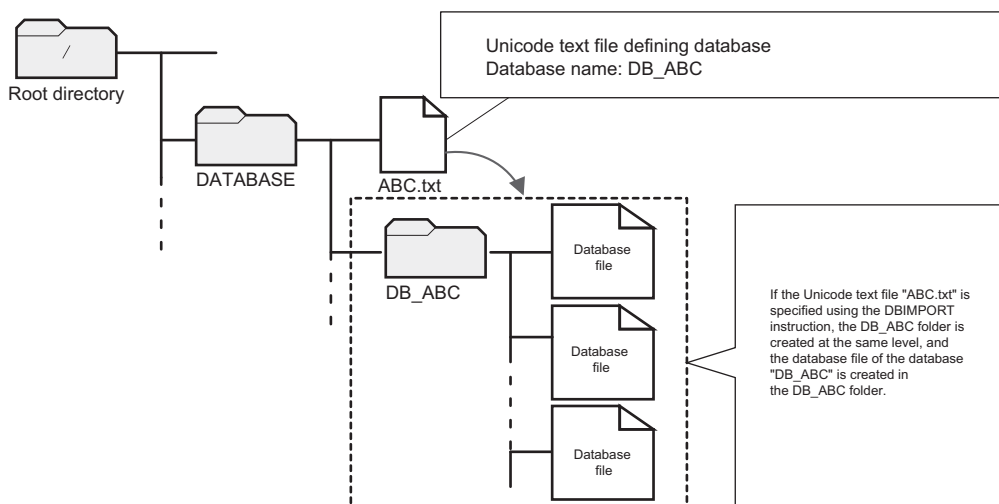 Unicode text file defining database
Database name: DB_ABC
/
Root directory
DATABASE
ABC.txt
Database
file
DB_ABC
If the Unicode text file "ABC.txt" is
specified using the DBIMPORT
instruction, the DB_ABC folder is
created at the same level, and
the database file of the database
"DB_ABC" is created in
the DB_ABC folder.
Database
file
Database
file